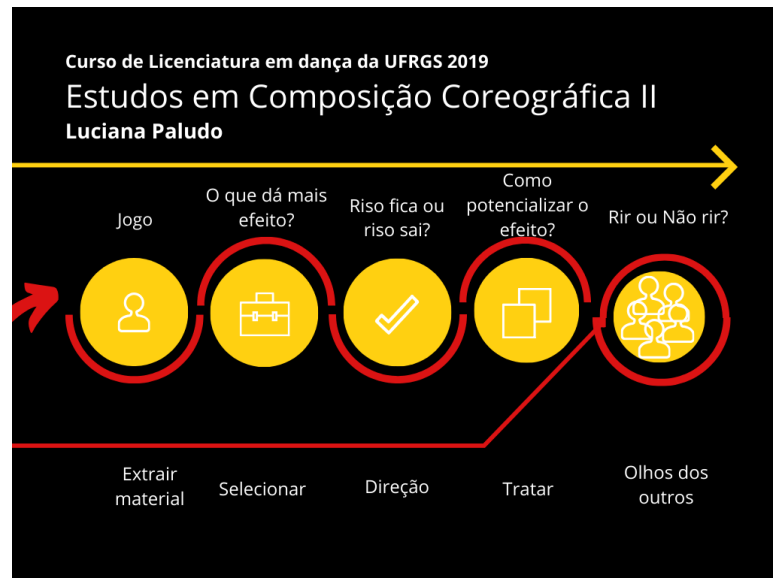 Curso de Licenciatura em dança da UFRGS 2019
Estudos em Composição Coreográfica II
Luciana Paludo
Jogo
O que dá mais
efeito?
Riso fica ou
riso sai?
Como
potencializar o
efeito?
Rir ou Não rir?
Extrair
material
Selecionar
Direção
Tratar
Olhos dos
outros